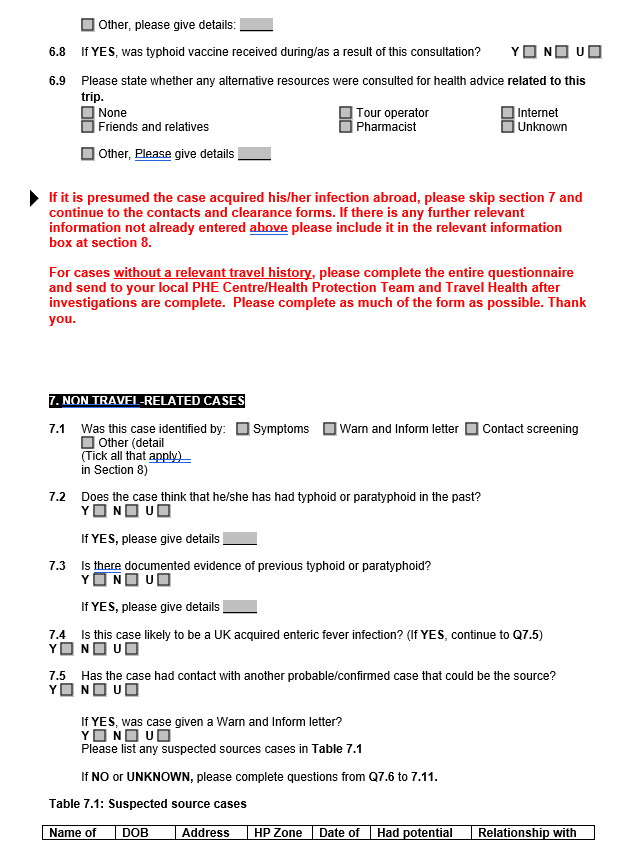 Other, please give details:
6.8 If YES, was typhoid vaccine received during/as a result of this consultation? Y N U
6.9 Please state whether any alternative resources were consulted for health advice related to this
trip.
None Tour operator Internet
Friends and relatives Pharmacist Unknown
Other, Please give details
If it is presumed the case acquired his/her infection abroad, please skip section 7 and
continue to the contacts and clearance forms. If there is any further relevant
information not already entered above please include it in the relevant information
box at section 8.
For cases without a relevant travel history, please complete the entire questionnaire
and send to your local PHE Centre/Health Protection Team and Travel Health after
investigations are complete. Please complete as much of the form as possible. Thank
you.
7. NON TRAVEL-RELATED CASES
7.1 Was this case identified by: Symptoms Warn and Inform letter Contact screening
Other (detail
(Tick all that apply)
in Section 8)
7.2 Does the case think that he/she has had typhoid or paratyphoid in the past?
Y N U
If YES, please give details
7.3 Is there documented evidence of previous typhoid or paratyphoid?
Y N U
If YES, please give details
7.4 Is this case likely to be a UK acquired enteric fever infection? (If YES, continue to Q7.5)
Y N U
7.5 Has the case had contact with another probable/confirmed case that could be the source?
Y N U
If YES, was case given a Warn and Inform letter?
Y N U
Please list any suspected sources cases in Table 7.1
If NO or UNKNOWN, please complete questions from Q7.6 to 7.11.
Table 7.1: Suspected source cases
Name of DOB Address HP Zone Date of Had potential Relationship with